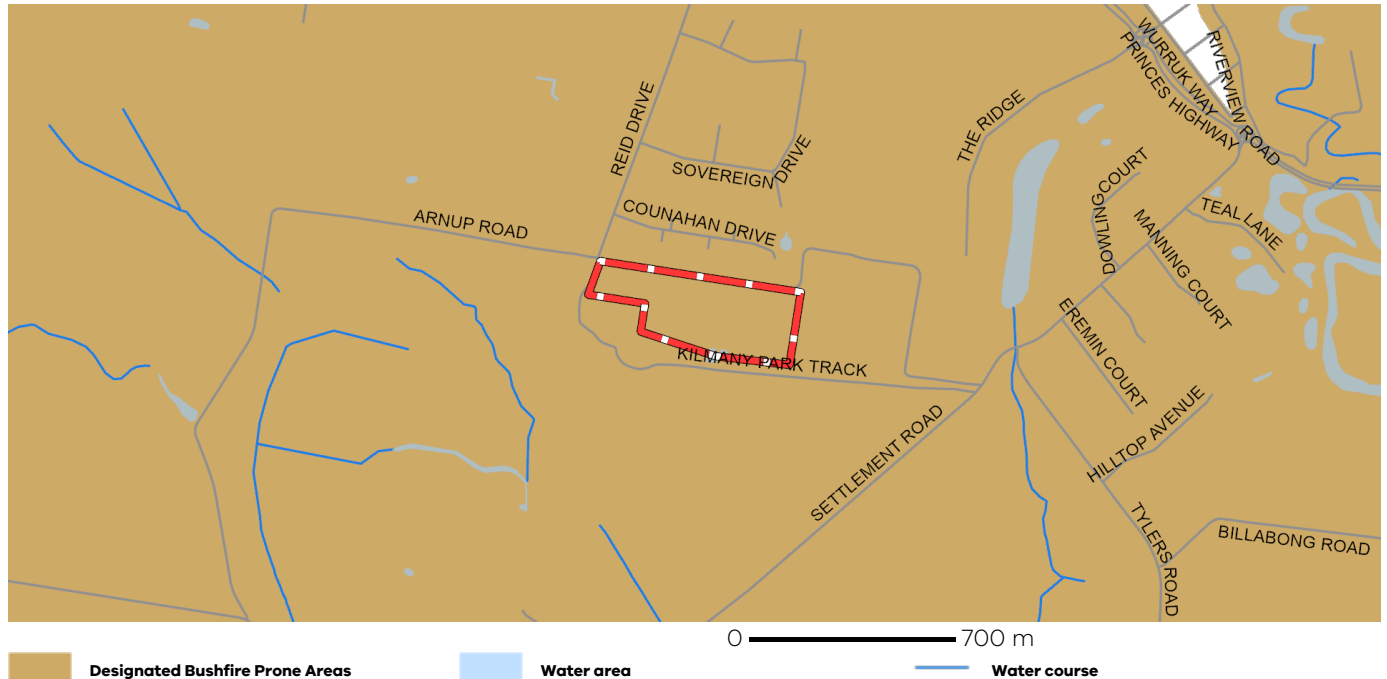 WURRUK WAY
PRINCES HIGHWAY
RIVERVIEW ROAD
REID DRIVE
THE RIDGE
SOVEREIGN DRIVE
DOWLING COURT
COUNAHAN DRIVE
ARNUP ROAD
TEAL LANE
MANNING COURT
EREMIN COURT
KILMANY PARK TRACK
SETTLEMENT ROAD
HILLTOP AVENUE
TYLERS ROAD
BILLABONG ROAD
0 700 m
Designated Bushfire Prone Areas
Water area
Water course